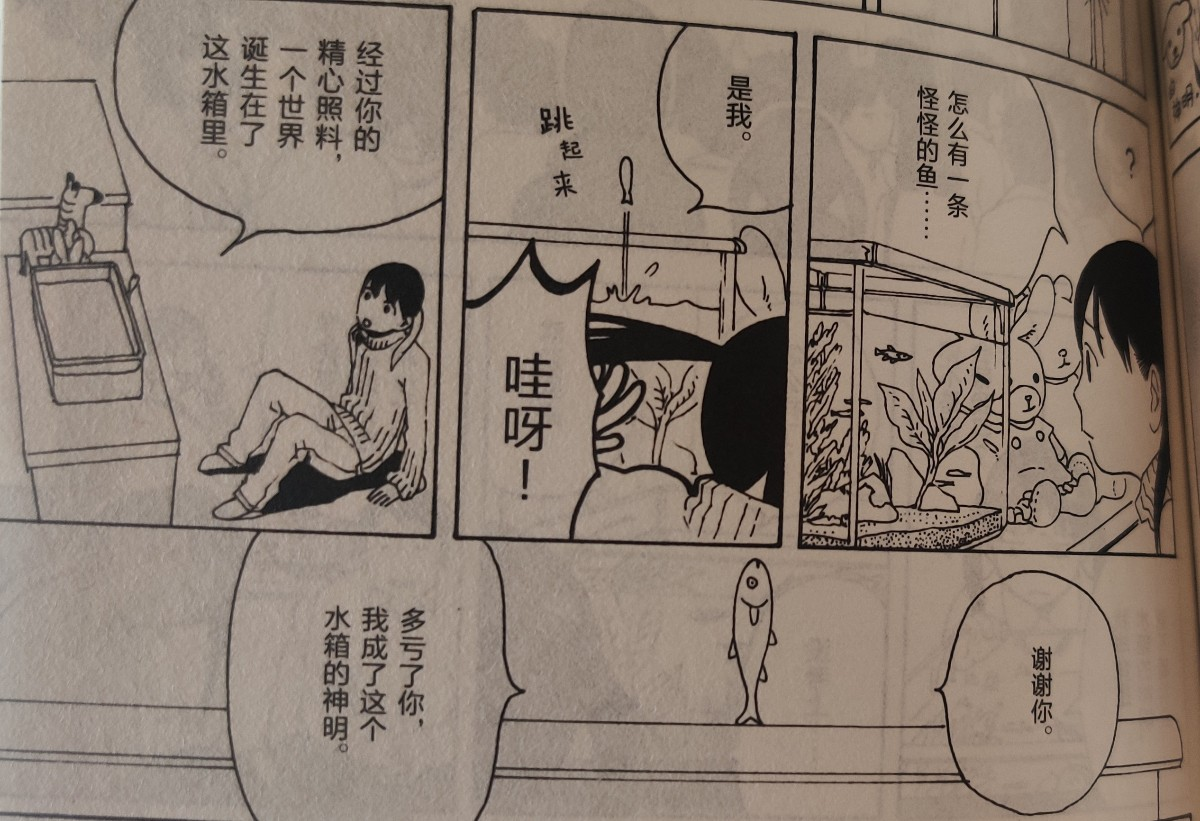 ？
怎么有一条
怪怪的鱼……
是我。
跳起来
哇呀！
经过你的
精心照料，
一个世界
诞生在了
这水箱里。
谢谢你。
多亏了你，
我成了这个
水箱的神明。